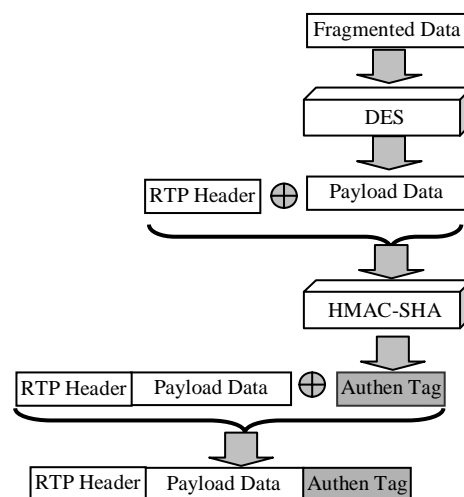 Fragmented Data
DES
RTP Header Payload Data
HMAC-SHA
RTP Header Payload Data Authen Tag
RTP Header Payload Data Authen Tag